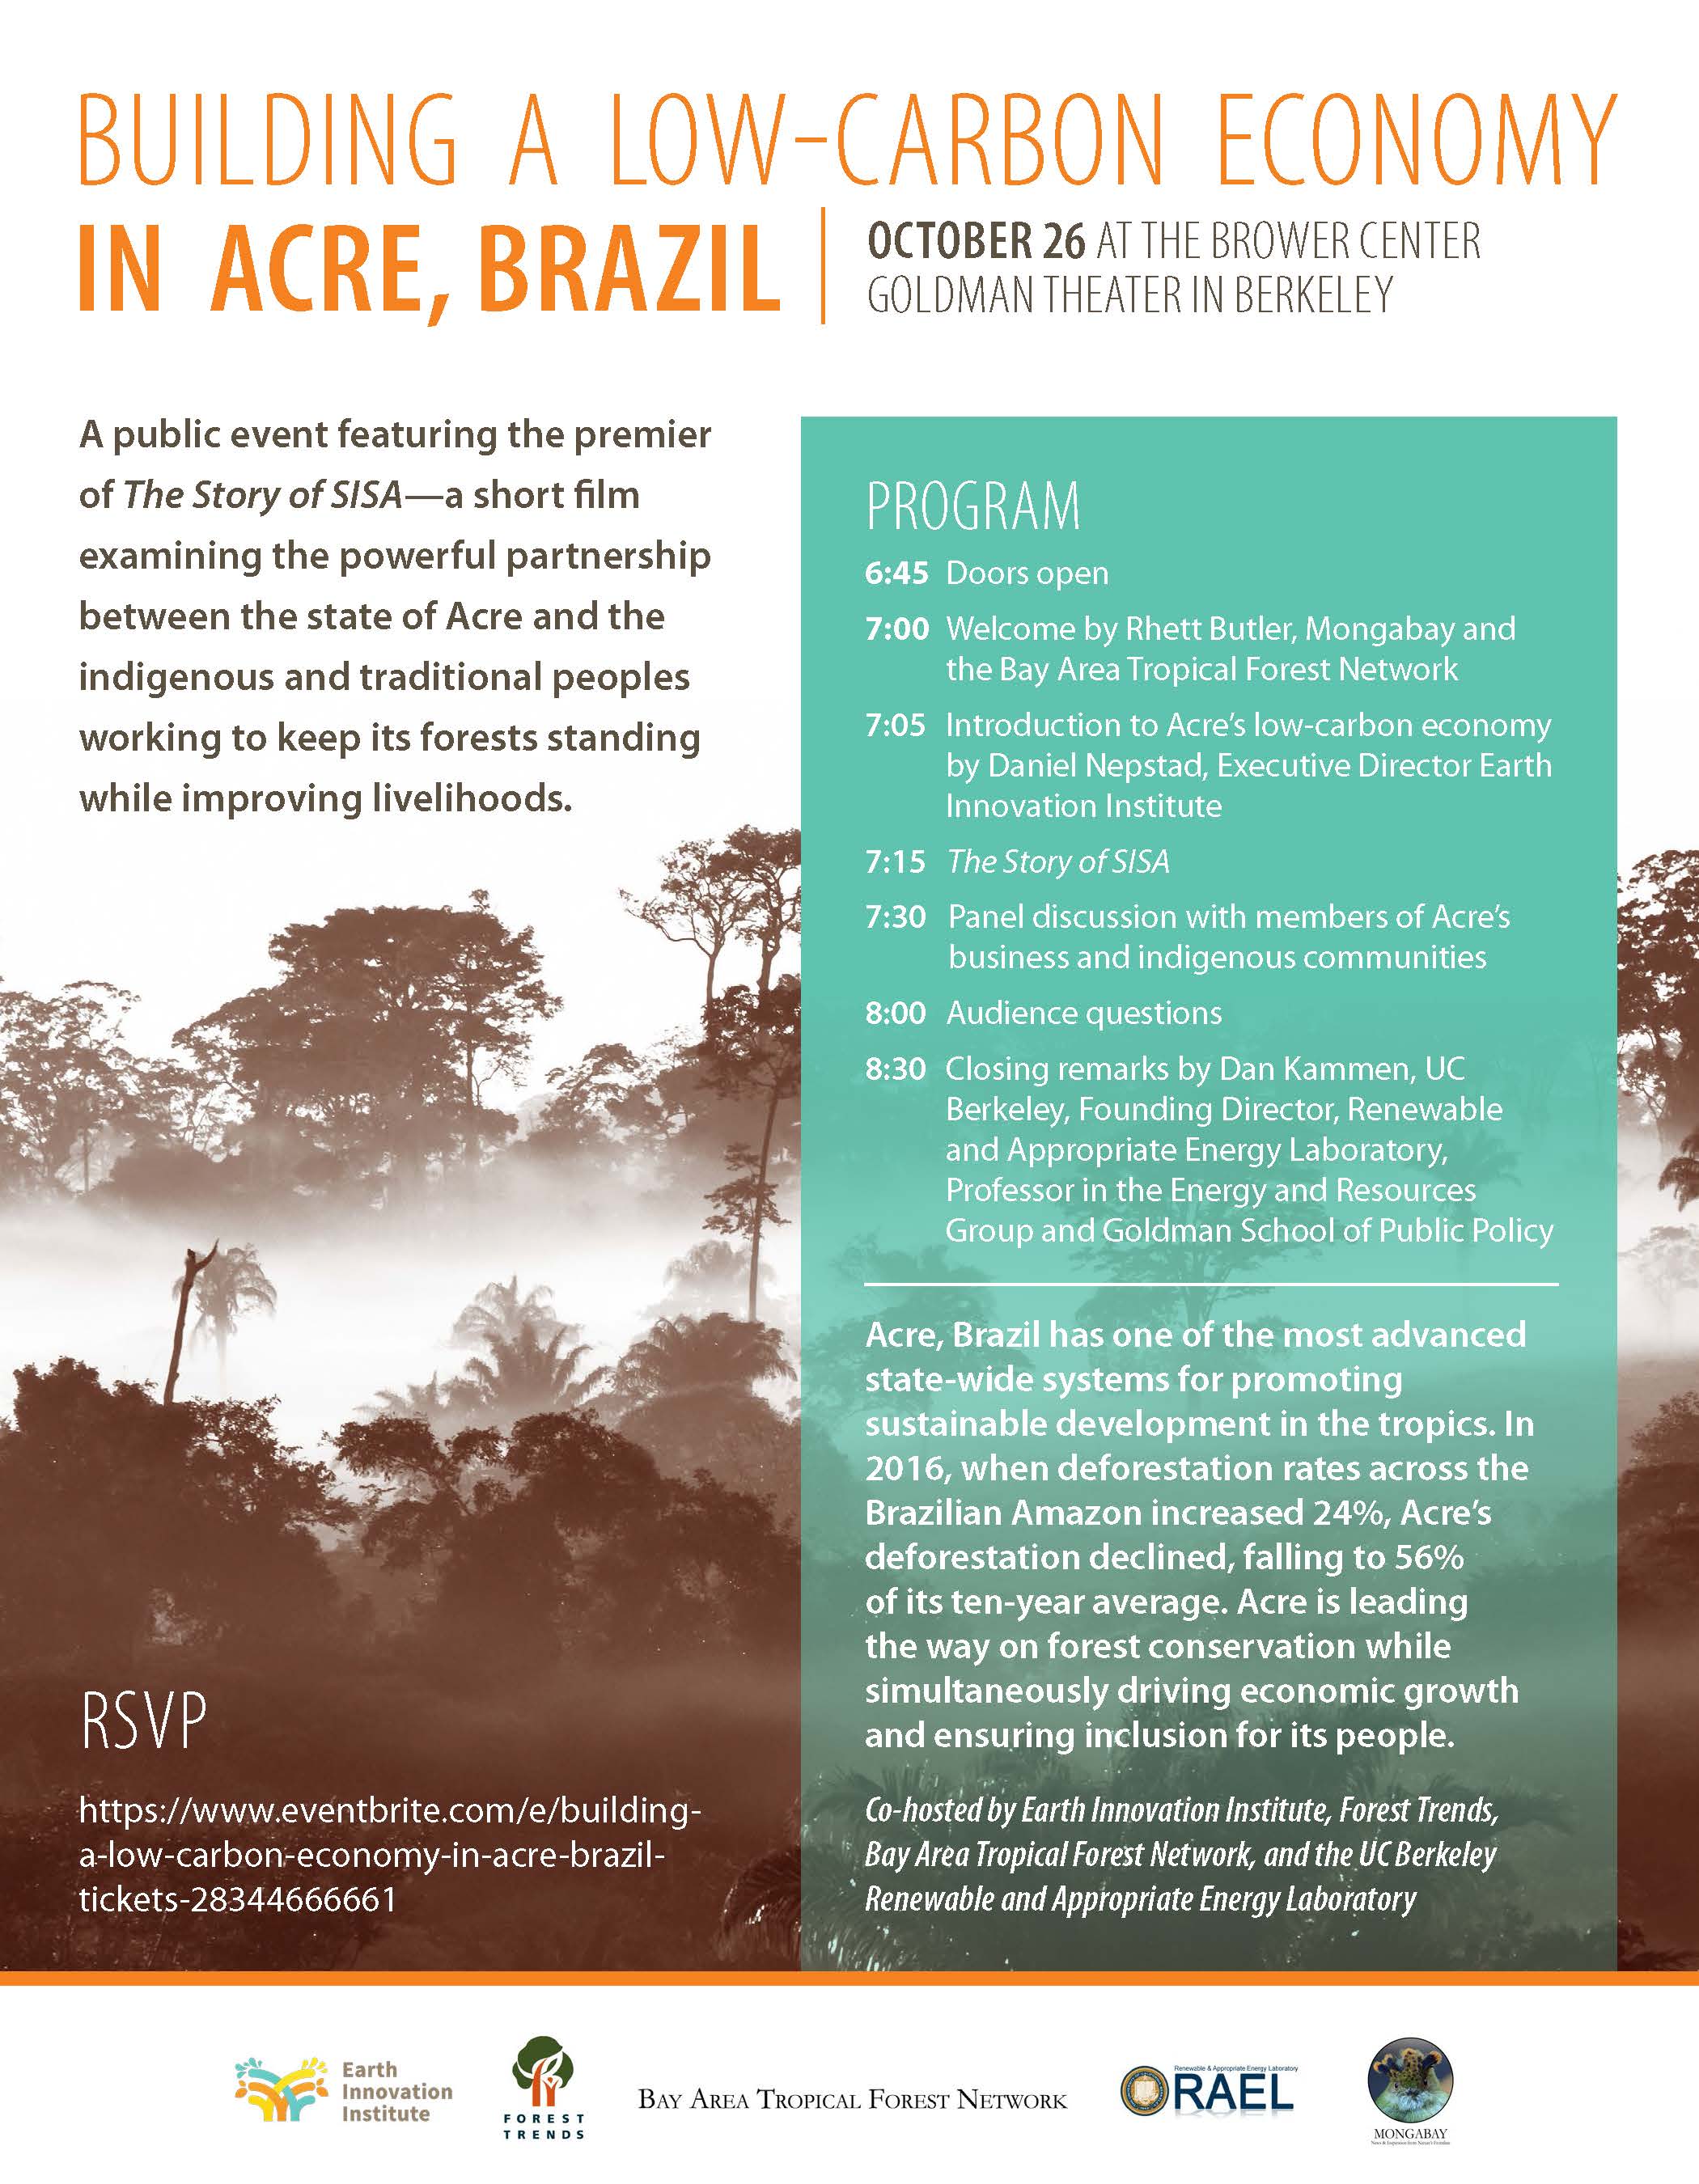 BUILDING A LOW-CARBON ECONOMY
IN ACRE, BRAZIL
OCTOBER 26 AT THE BROWER CENTER
GOLDMAN THEATER IN BERKELEY
A public event featuring the premier
of The Story of SISA—a short film
examining the powerful partnership
between the state of Acre and the
indigenous and traditional peoples
working to keep its forests standing
while improving livelihoods.
RSVP
https://www.eventbrite.com/e/building-
a-low-carbon-economy-in-acre-brazil-
tickets-28344666661
PROGRAM
6:45 Doors open
7:00 Welcome by Rhett Butler, Mongabay and
the Bay Area Tropical Forest Network
7:05 Introduction to Acre’s low-carbon economy
by Daniel Nepstad, Executive Director Earth
Innovation Institute
7:15 The Story of SISA
7:30 Panel discussion with members of Acre’s
business and indigenous communities
8:00 Audience questions
8:30 Closing remarks by Dan Kammen, UC
Berkeley, Founding Director, Renewable
and Appropriate Energy Laboratory,
Professor in the Energy and Resources
Group and Goldman School of Public Policy
Acre, Brazil has one of the most advanced
state-wide systems for promoting
sustainable development in the tropics. In
2016, when deforestation rates across the
Brazilian Amazon increased 24%, Acre’s
deforestation declined, falling to 56%
of its ten-year average. Acre is leading
the way on forest conservation while
simultaneously driving economic growth
and ensuring inclusion for its people.
Co-hosted by Earth Innovation Institute, Forest Trends,
Bay Area Tropical Forest Network, and the UC Berkeley
Renewable and Appropriate Energy Laboratory
Earth
Innovation
Institute
FOREST
TRENDS
BAY AREA TROPICAL FOREST NETWORK
Renewable & Appropriate Energy Laboratory
RAEL
MONGABAY